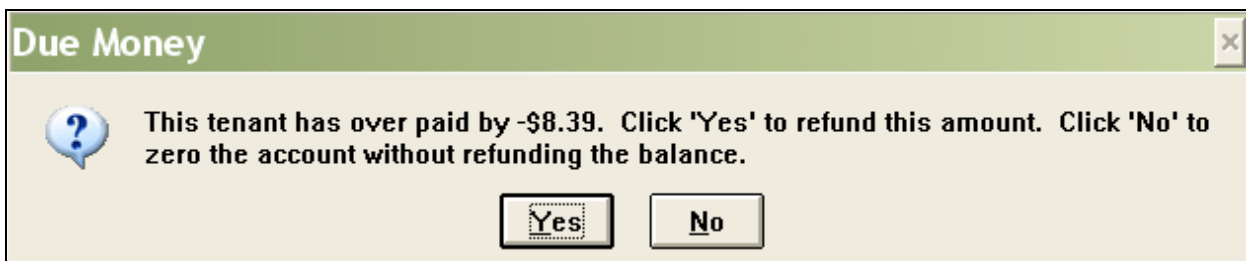 Due Money
This tenant has over paid by -$8.39.  Click 'Yes' to refund this amount.  Click 'No' to
zero the account without refunding the balance.
Yes No